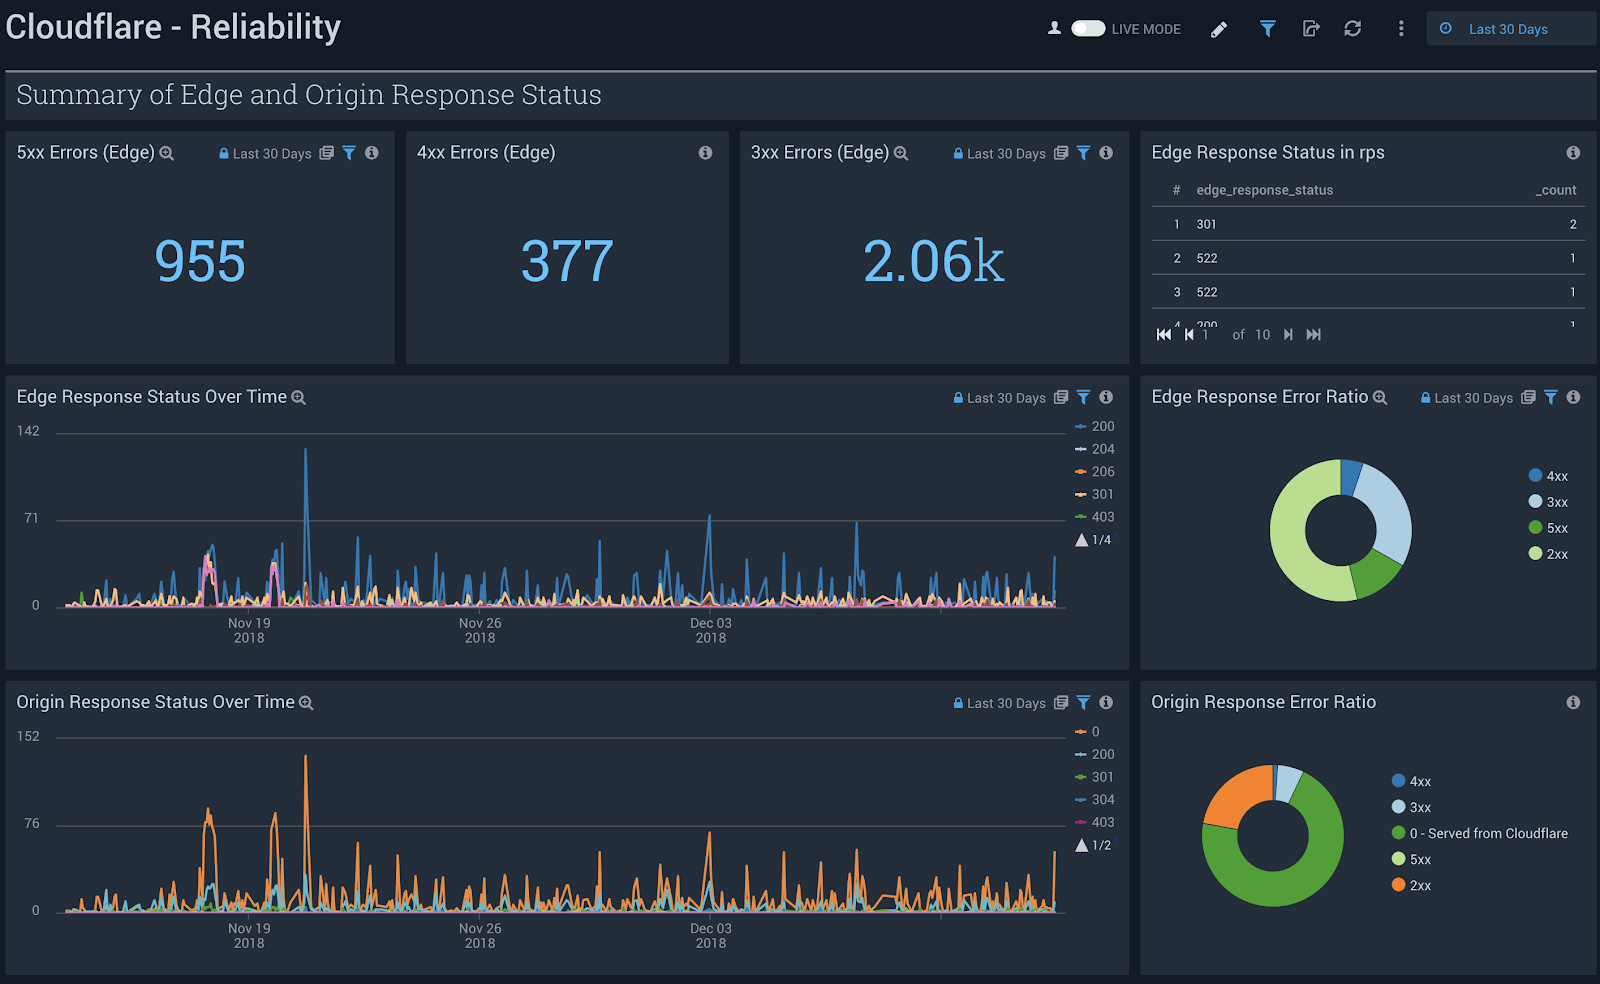 Cloudflare - Reliability
LIVE MODE
Last 30 Days
Summary of Edge and Origin Response Status
5xx Errors (Edge)
Last 30 Days
955
4xx Errors (Edge)
377
3xx Errors (Edge)
Last 30 Days
2.06k
Edge Response Status in rps
# edge_response_status _count
1 301 2
2 522 1
3 522 1
4 200 1
1 of 10
Edge Response Status Over Time
Last 30 Days
142
71
0
Nov 19
2018
Nov 26
2018
Dec 03
2018
200
204
206
301
403
1/4
Edge Response Error Ratio
Last 30 Days
4xx
3xx
5xx
2xx
Origin Response Status Over Time
Last 30 Days
152
76
0
Nov 19
2018
Nov 26
2018
Dec 03
2018
0
200
301
304
403
1/2
Origin Response Error Ratio
4xx
3xx
0 - Served from Cloudflare
5xx
2xx